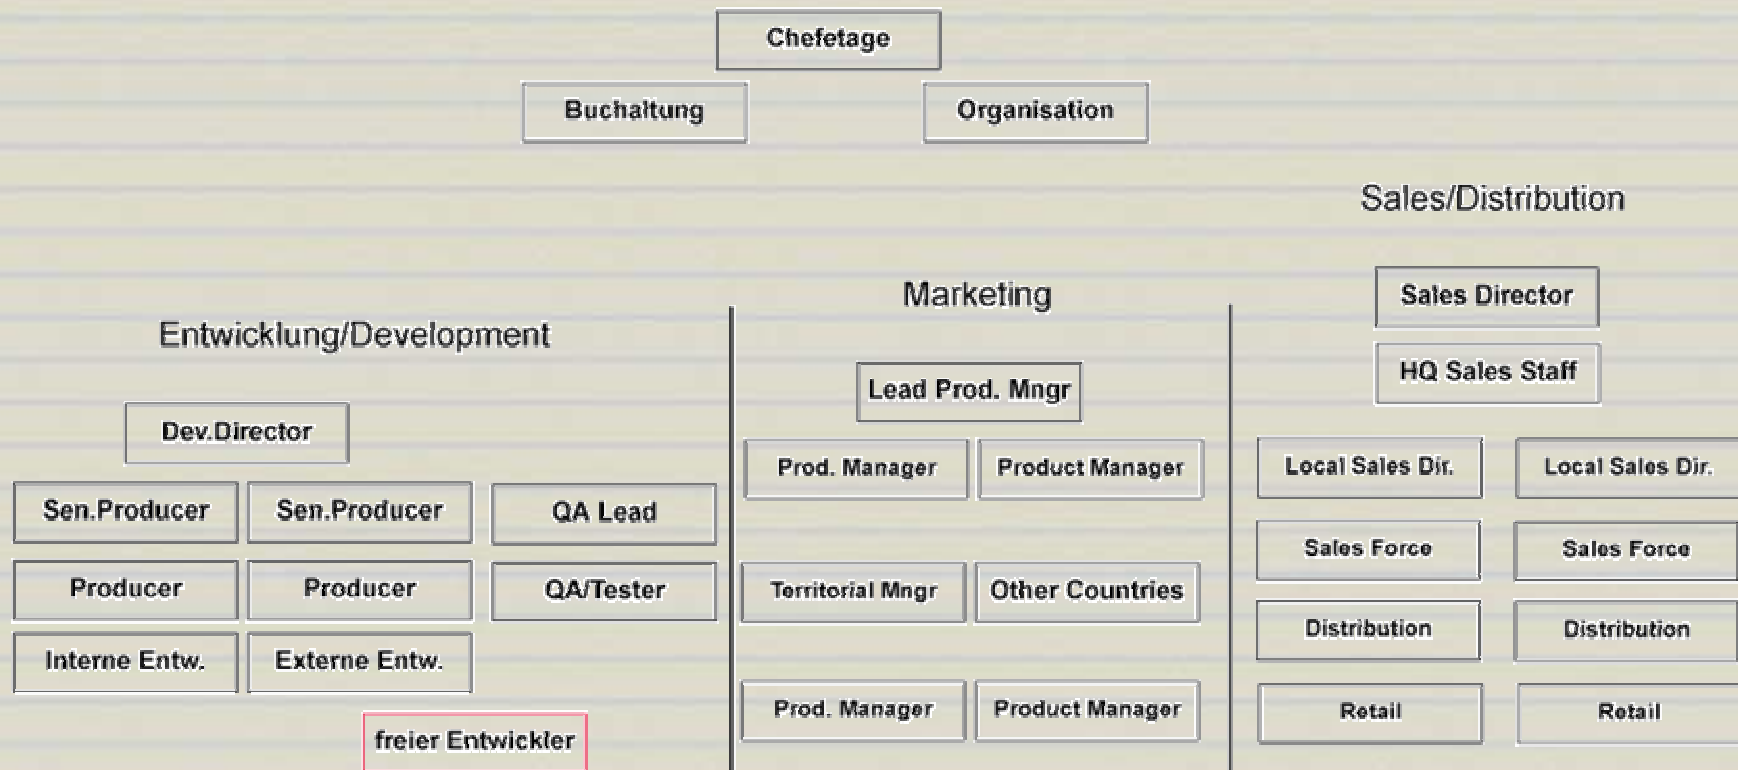 Chefetage
Buchaltung
Organisation
Sales/Distribution
Sales Director
HQ Sales Staff
Local Sales Dir.
Local Sales Dir.
Sales Force
Sales Force
Distribution
Distribution
Retail
Retail
Marketing
Lead Prod. Mngr
Prod. Manager
Product Manager
Territorial Mngr
Other Countries
Prod. Manager
Product Manager
Entwicklung/Development
Dev.Director
Sen.Producer
Sen.Producer
QA Lead
Producer
Producer
QA/Tester
Interne Entw.
Externe Entw.
freier Entwickler